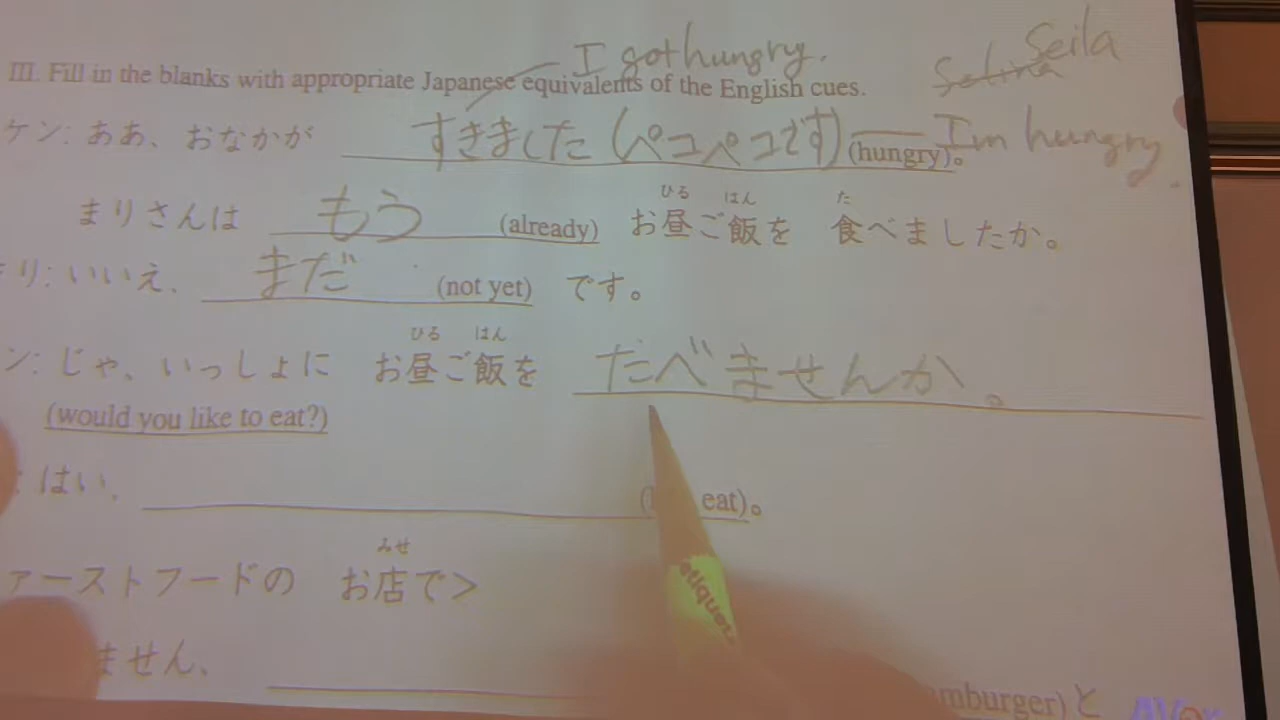 I got hungry.
Seila
Selina
III. Fill in the blanks with appropriate Japanese equivalents of the English cues.
ケン: ああ、おなかが すきました (ペコペコです) (hungry)。 I'm hungry
ひる はん た
まりさんは もう (already) お昼ご飯を 食べましたか。
り: いいえ、 まだ (not yet) です。
ひる はん
ン: じゃ、いっしょに お昼ご飯を たべませんか。
(would you like to eat?)
: はい、 eat)。
みせ
ァーストフードの お店で>
ません、
mburger) と
etiquer